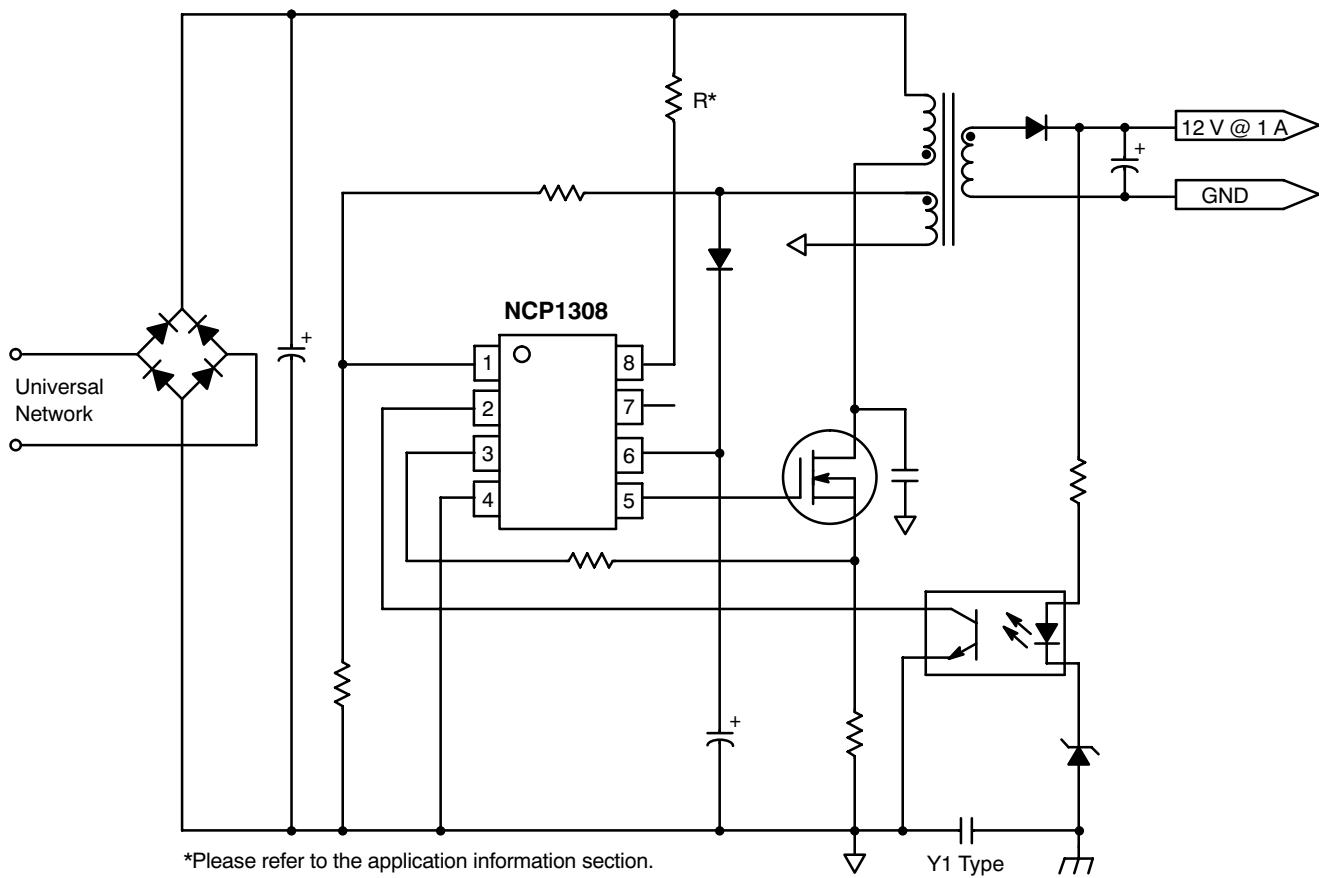 R*
12 V @ 1 A
+
GND
NCP1308
+
1
8
Universal
Network
2
7
3
6
4
5
+
*Please refer to the application information section.
Y1 Type